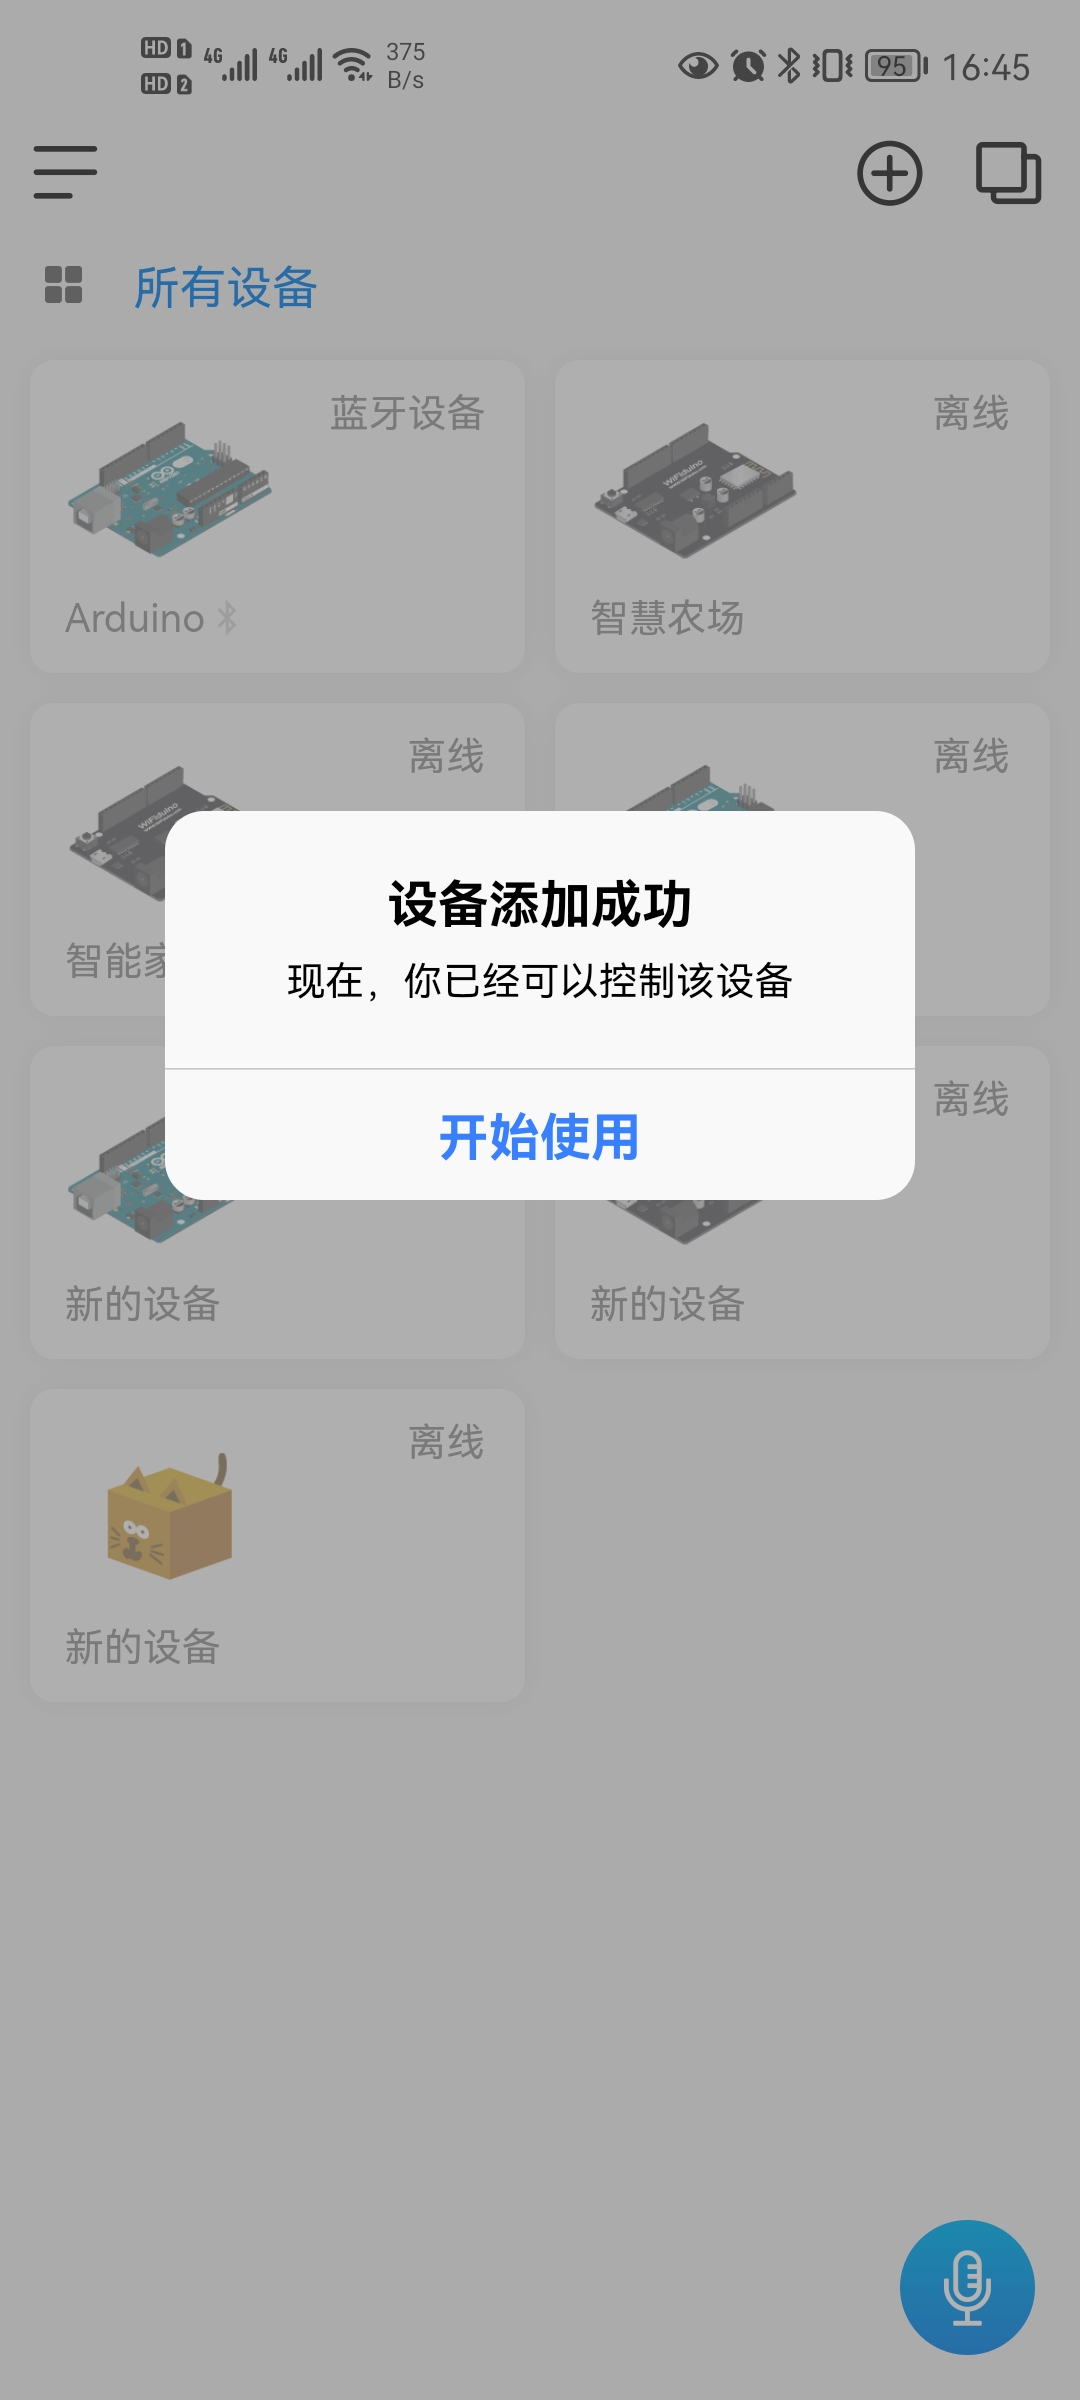 HD 1 4G 4G 375
HD 2 B/s
95 16:45
所有设备
蓝牙设备
Arduino
离线
WiFiduino
智慧农场
离线
WiFiduino
智能家
离线
设备添加成功
现在，你已经可以控制该设备
开始使用
新的设备
离线
新的设备
离线
新的设备